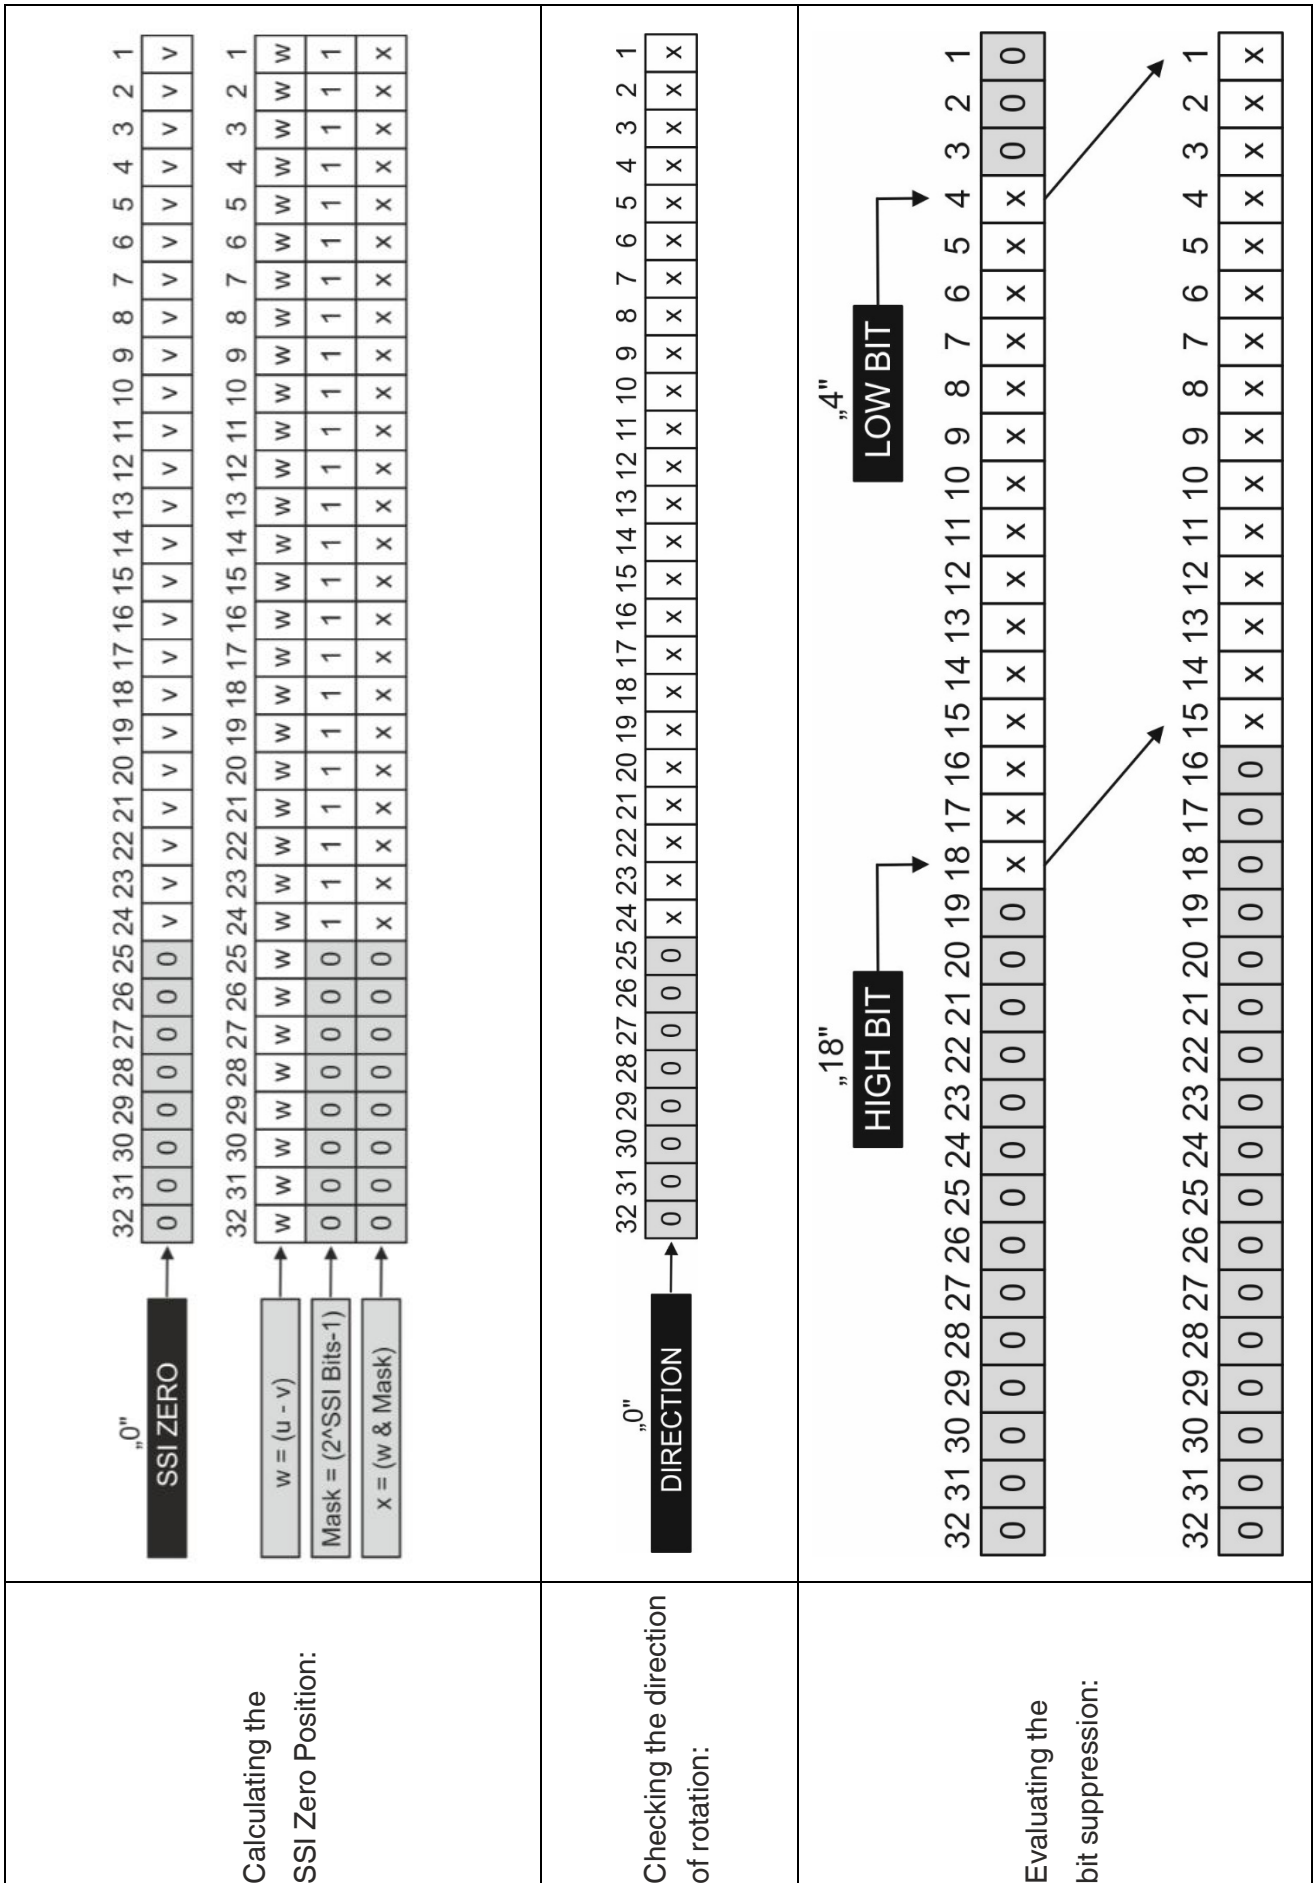 Calculating the
SSI Zero Position:
„0"
SSI ZERO
32 31 30 29 28 27 26 25 24 23 22 21 20 19 18 17 16 15 14 13 12 11 10 9 8 7 6 5 4 3 2 1
0 0 0 0 0 0 0 0 v v v v v v v v v v v v v v v v v v v v v v v v
32 31 30 29 28 27 26 25 24 23 22 21 20 19 18 17 16 15 14 13 12 11 10 9 8 7 6 5 4 3 2 1
w = (u - v)
w w w w w w w w w w w w w w w w w w w w w w w w w w w w w w w w
Mask = (2^SSI Bits-1)
0 0 0 0 0 0 0 0 1 1 1 1 1 1 1 1 1 1 1 1 1 1 1 1 1 1 1 1 1 1 1 1
x = (w & Mask)
0 0 0 0 0 0 0 0 x x x x x x x x x x x x x x x x x x x x x x x x
Checking the direction
of rotation:
„0"
DIRECTION
32 31 30 29 28 27 26 25 24 23 22 21 20 19 18 17 16 15 14 13 12 11 10 9 8 7 6 5 4 3 2 1
0 0 0 0 0 0 0 0 x x x x x x x x x x x x x x x x x x x x x x x x
Evaluating the
bit suppression:
„18"
HIGH BIT
„4"
LOW BIT
32 31 30 29 28 27 26 25 24 23 22 21 20 19 18 17 16 15 14 13 12 11 10 9 8 7 6 5 4 3 2 1
0 0 0 0 0 0 0 0 0 0 0 0 0 0 x x x x x x x x x x x x x x x 0 0 0
32 31 30 29 28 27 26 25 24 23 22 21 20 19 18 17 16 15 14 13 12 11 10 9 8 7 6 5 4 3 2 1
0 0 0 0 0 0 0 0 0 0 0 0 0 0 0 0 0 x x x x x x x x x x x x x x x